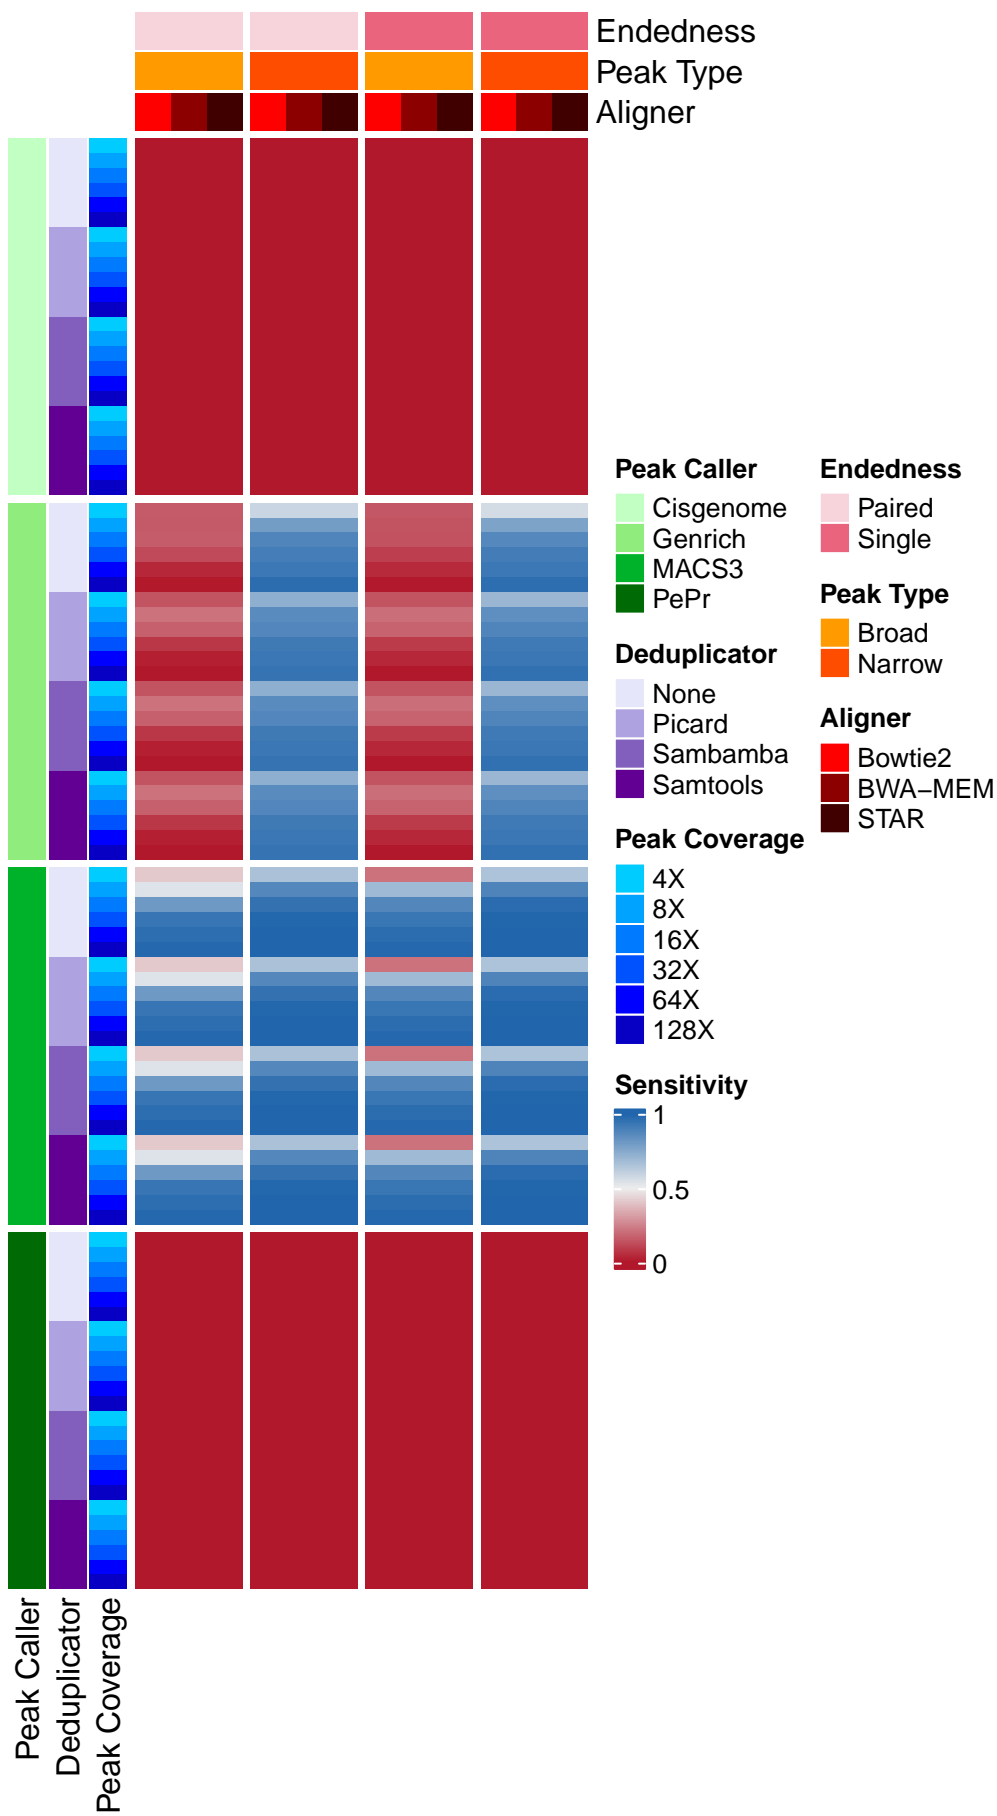 Endedness
Peak Type
Aligner
Peak Caller
Cisgenome
Genrich
MACS3
PePr
Deduplicator
None
Picard
Sambamba
Samtools
Peak Coverage
4X
8X
16X
32X
64X
128X
Sensitivity
1
0.5
0
Endedness
Paired
Single
Peak Type
Broad
Narrow
Aligner
Bowtie2
BWA−MEM
STAR
Peak Caller
Deduplicator
Peak Coverage